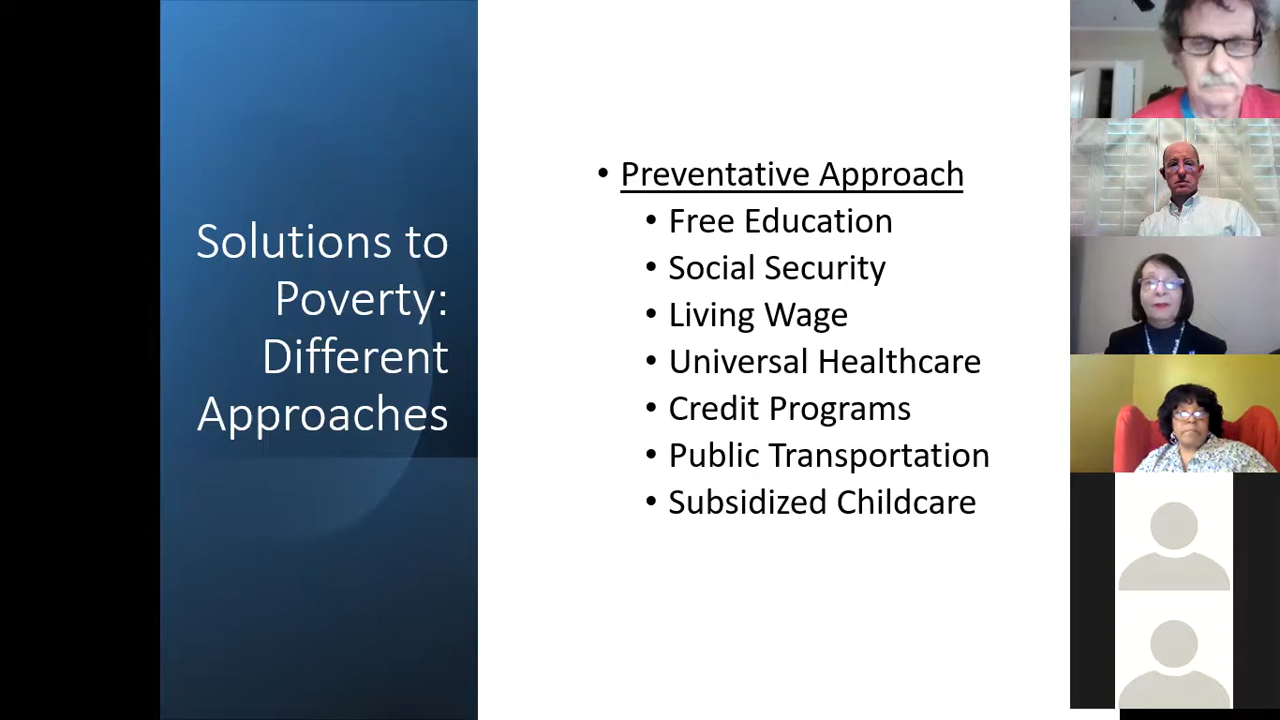 Solutions to
Poverty:
Different
Approaches
• Preventative Approach
• Free Education
• Social Security
• Living Wage
• Universal Healthcare
• Credit Programs
• Public Transportation
• Subsidized Childcare